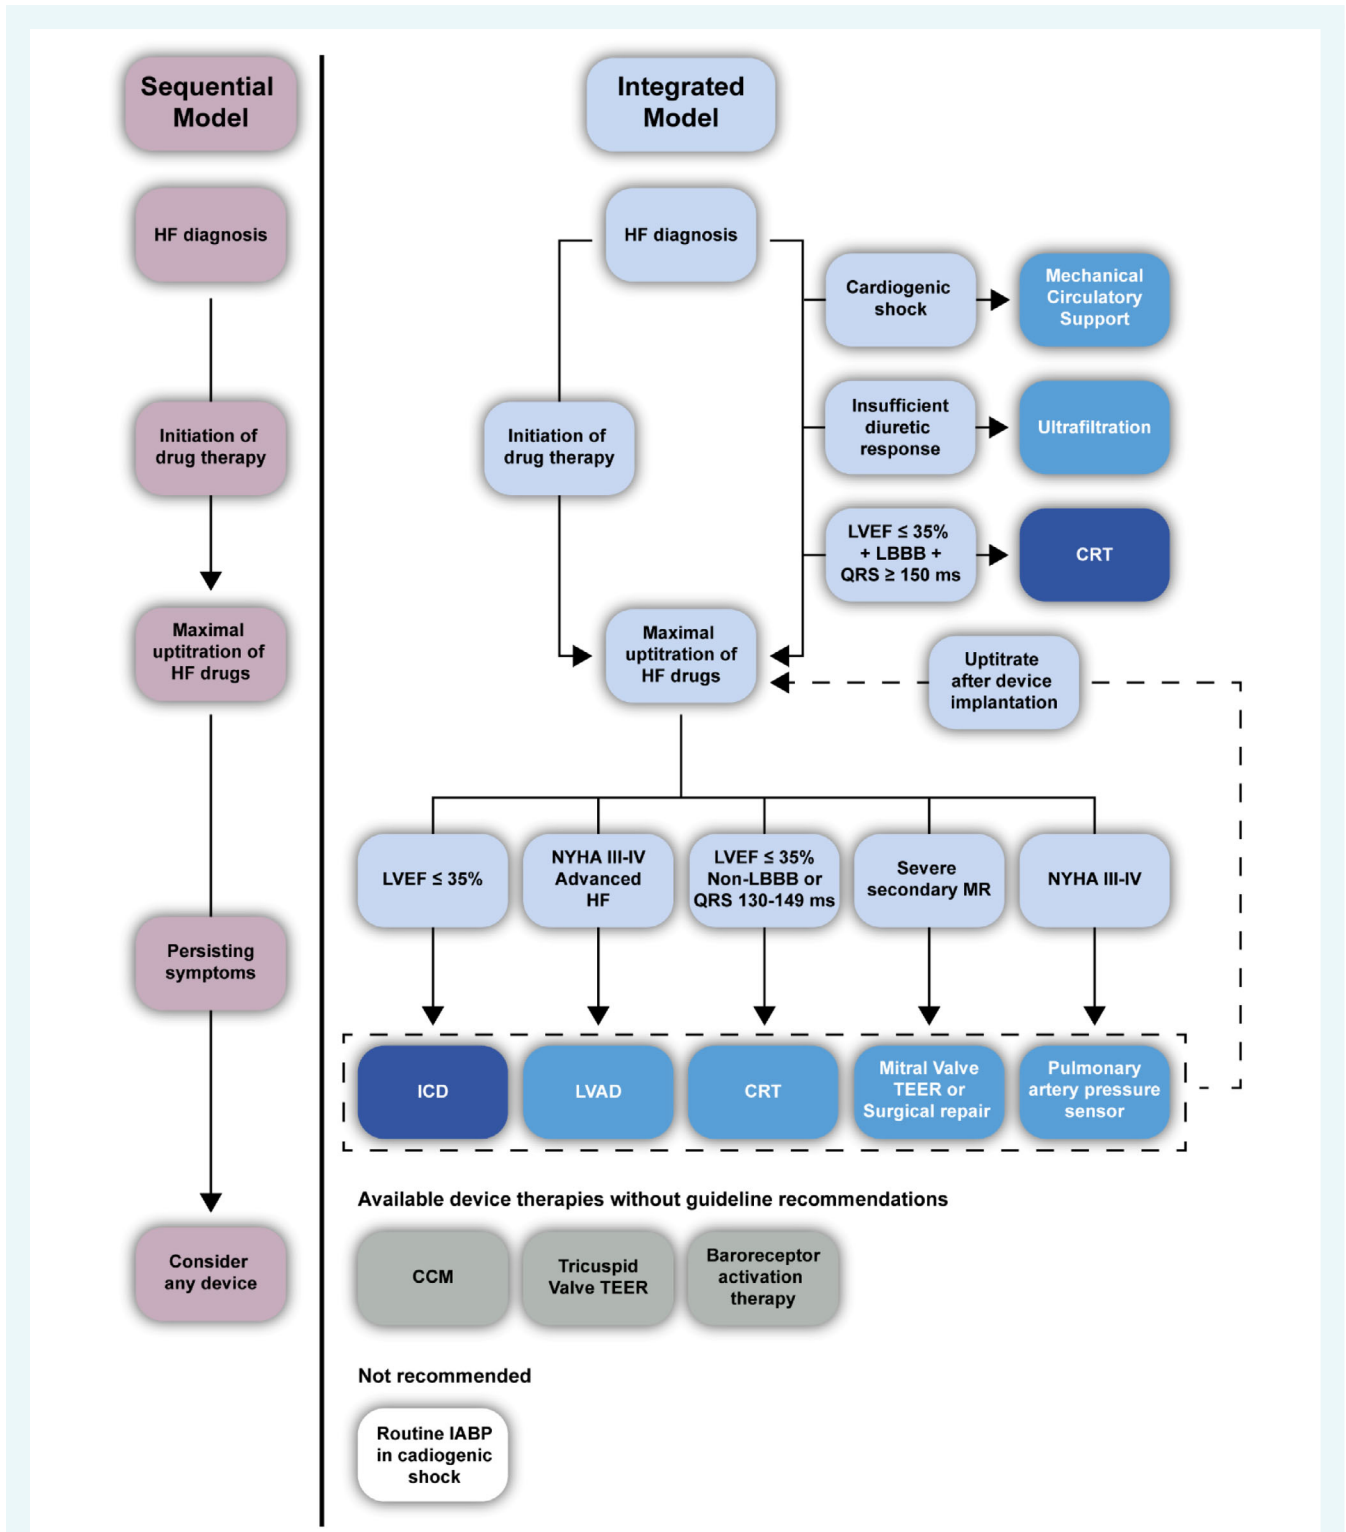 Sequential
Model
HF diagnosis
Initiation of
drug therapy
Maximal
uptitration of
HF drugs
Persisting
symptoms
Consider
any device
Integrated
Model
HF diagnosis
Cardiogenic
shock
Mechanical
Circulatory
Support
Initiation of
drug therapy
Insufficient
diuretic
response
Ultrafiltration
LVEF ≤ 35%
+ LBBB +
QRS ≥ 150 ms
CRT
Maximal
uptitration of
HF drugs
Uptitrate
after device
implantation
LVEF ≤ 35%
NYHA III-IV
Advanced
HF
LVEF ≤ 35%
Non-LBBB or
QRS 130-149 ms
Severe
secondary MR
NYHA III-IV
ICD
LVAD
CRT
Mitral Valve
TEER or
Surgical repair
Pulmonary
artery pressure
sensor
Available device therapies without guideline recommendations
CCM
Tricuspid
Valve TEER
Baroreceptor
activation
therapy
Not recommended
Routine IABP
in cadiogenic
shock